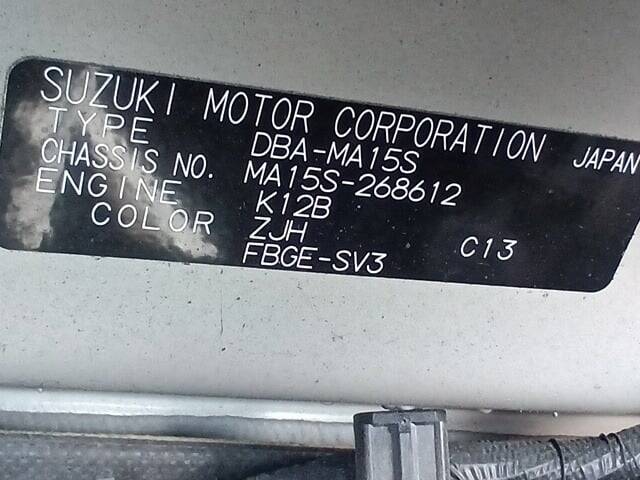 SUZUKI MOTOR CORPORATION JAPAN
TYPE DBA-MA15S
CHASSIS NO. MA15S-268612
ENGINE K12B
COLOR ZJH C13
FBGE-SV3